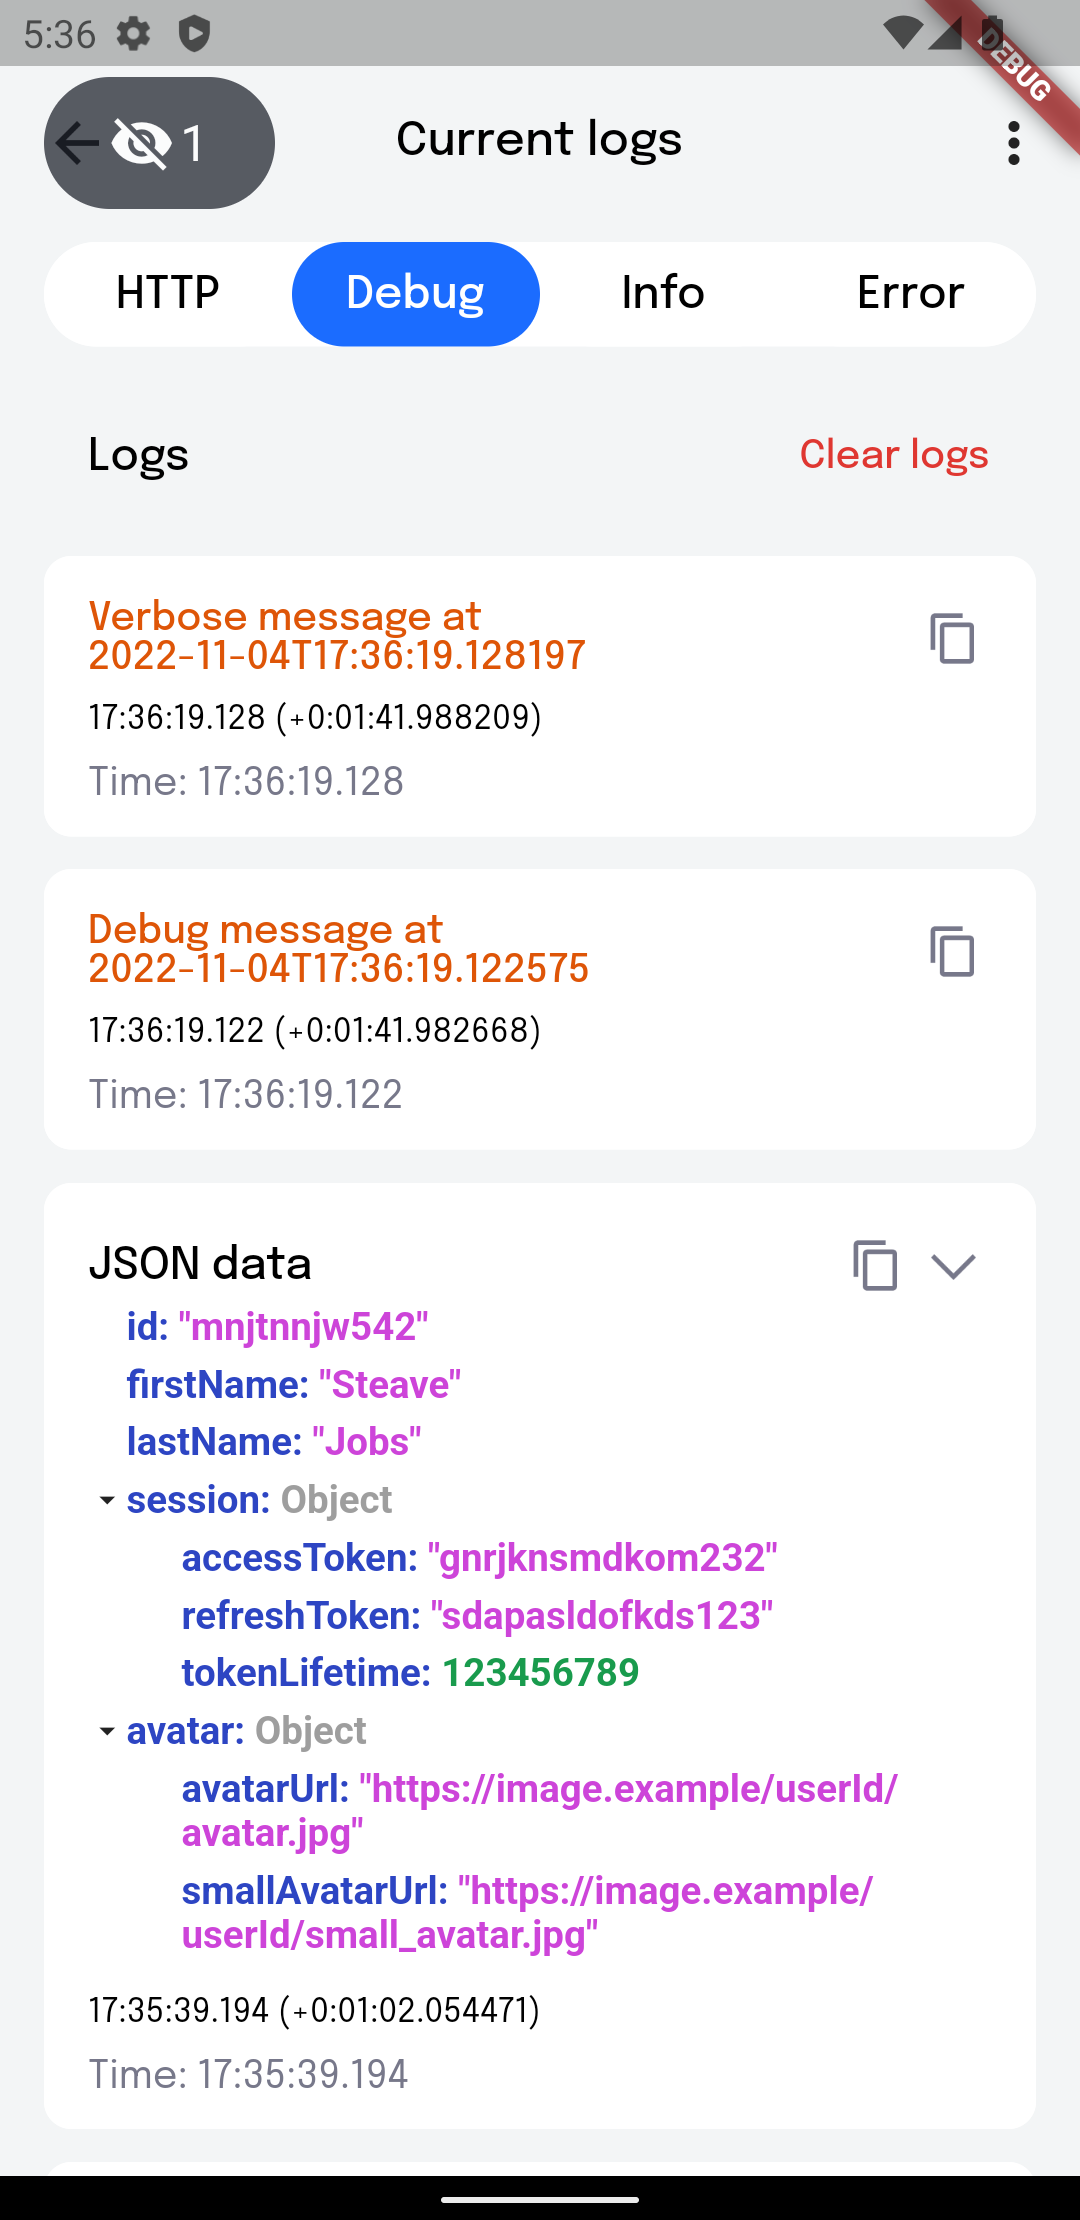 5:36
DEBUG
1
Current logs
HTTP
Debug
Info
Error
Logs
Clear logs
Verbose message at
2022-11-04T17:36:19.128197
17:36:19.128 (+0:01:41.988209)
Time: 17:36:19.128
Debug message at
2022-11-04T17:36:19.122575
17:36:19.122 (+0:01:41.982668)
Time: 17:36:19.122
JSON data
id: "mnjtnnjw542"
firstName: "Steave"
lastName: "Jobs"
session: Object
accessToken: "gnrjknsmdkom232"
refreshToken: "sdapasldofkds123"
tokenLifetime: 123456789
avatar: Object
avatarUrl: "https://image.example/userId/
avatar.jpg"
smallAvatarUrl: "https://image.example/
userId/small_avatar.jpg"
17:35:39.194 (+0:01:02.054471)
Time: 17:35:39.194